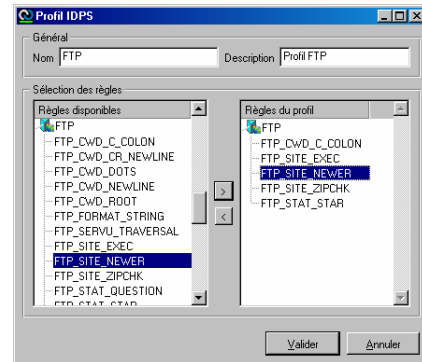 Profil IDPS
Général
Nom FTP Description Profil FTP
Sélection des règles
Règles disponibles
FTP
FTP_CWD_C_COLON
FTP_CWD_CR_NEWLINE
FTP_CWD_DOTS
FTP_CWD_NEWLINE
FTP_CWD_ROOT
FTP_FORMAT_STRING
FTP_SERVU_TRAVERSAL
FTP_SITE_EXEC
FTP_SITE_NEWER
FTP_SITE_ZIPCHK
FTP_STAT_QUESTION
FTP_STAT_STAR
>
<
Règles du profil
FTP
FTP_CWD_C_COLON
FTP_SITE_EXEC
FTP_SITE_NEWER
FTP_SITE_ZIPCHK
FTP_STAT_STAR
Valider Annuler